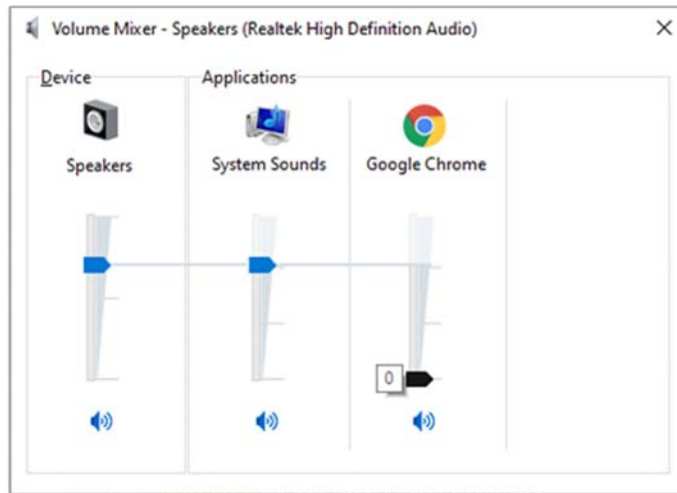 Volume Mixer - Speakers (Realtek High Definition Audio)
Device
Applications
Speakers
System Sounds
Google Chrome
0